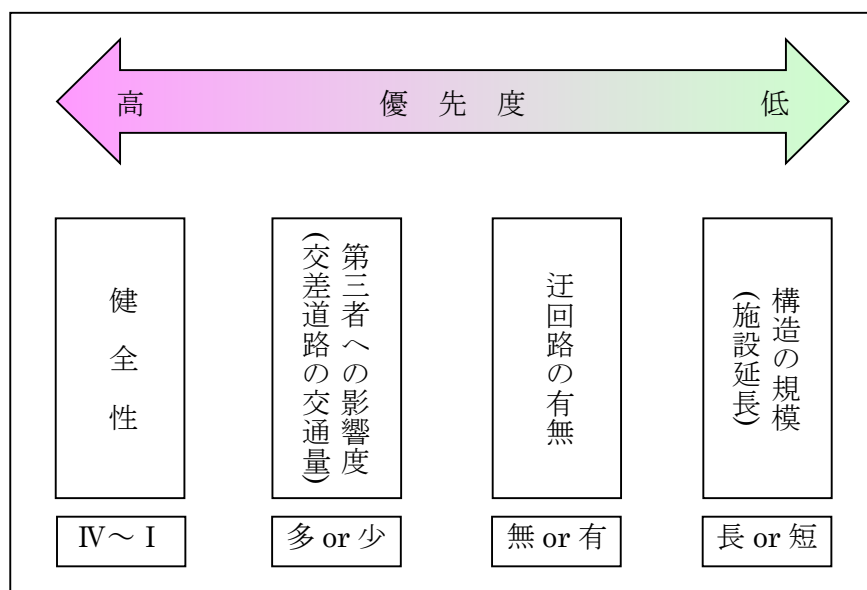 高 優先度 低
健全性
第三者への影響度
(交差道路の交通量)
迂回路の有無
構造の規模
(施設延長)
Ⅳ～Ⅰ
多 or 少
無 or 有
長 or 短